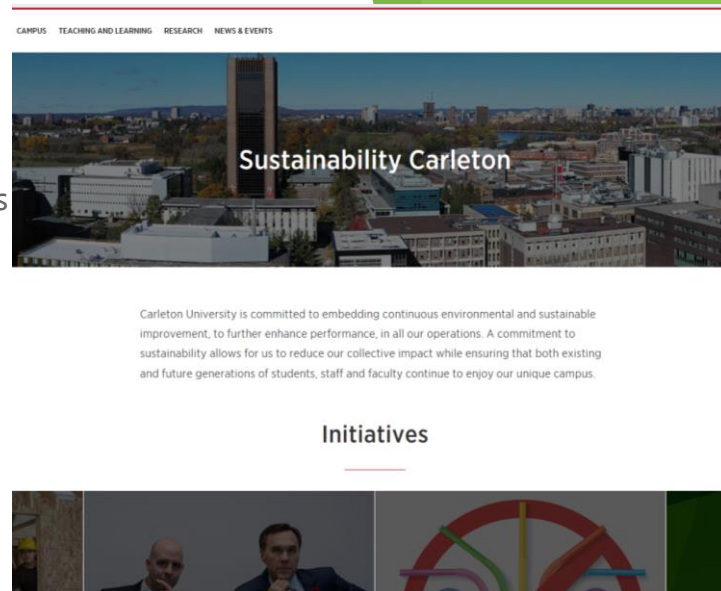 CAMPUS TEACHING AND LEARNING RESEARCH NEWS & EVENTS
Sustainability Carleton
s
Carleton University is committed to embedding continuous environmental and sustainable
improvement, to further enhance performance, in all our operations. A commitment to
sustainability allows for us to reduce our collective impact while ensuring that both existing
and future generations of students, staff and faculty continue to enjoy our unique campus.
Initiatives